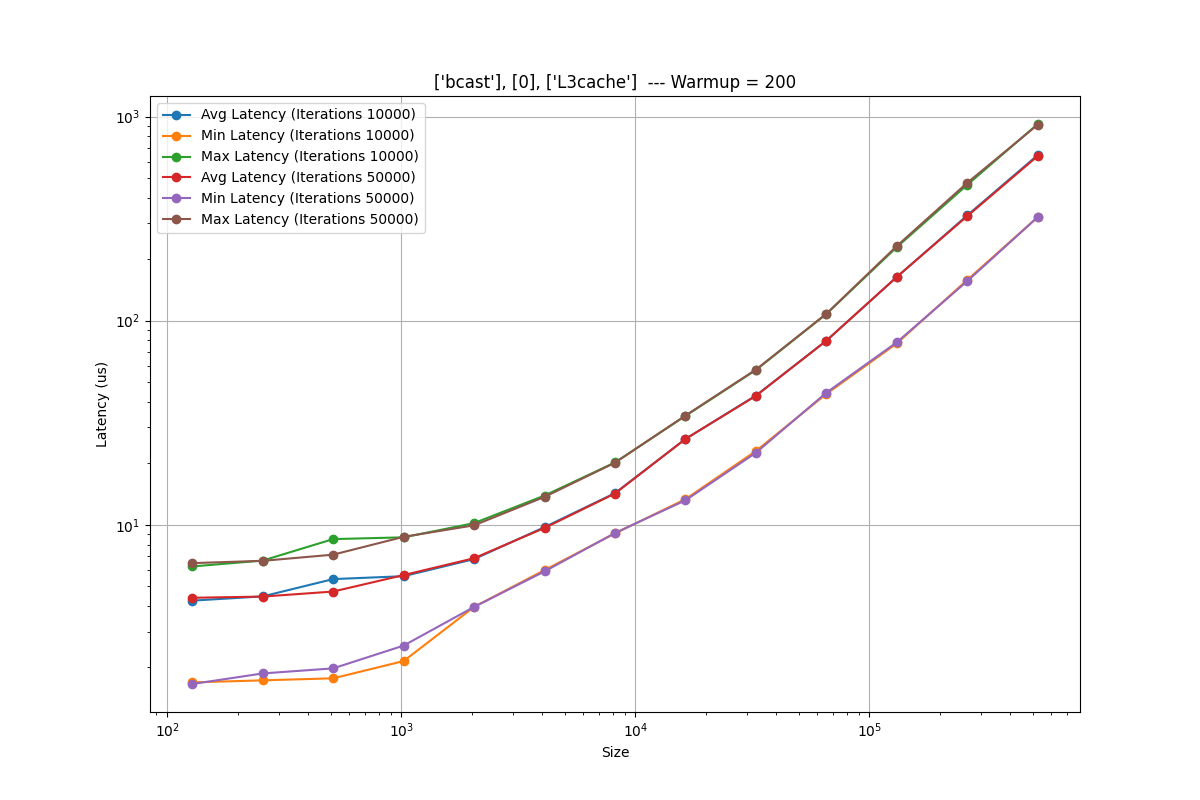 ['bcast'], [0], ['L3cache']  --- Warmup = 200
Avg Latency (Iterations 10000)
Min Latency (Iterations 10000)
Max Latency (Iterations 10000)
Avg Latency (Iterations 50000)
Min Latency (Iterations 50000)
Max Latency (Iterations 50000)
10³
10²
10¹
Latency (us)
10² 10³ 10⁴ 10⁵
Size